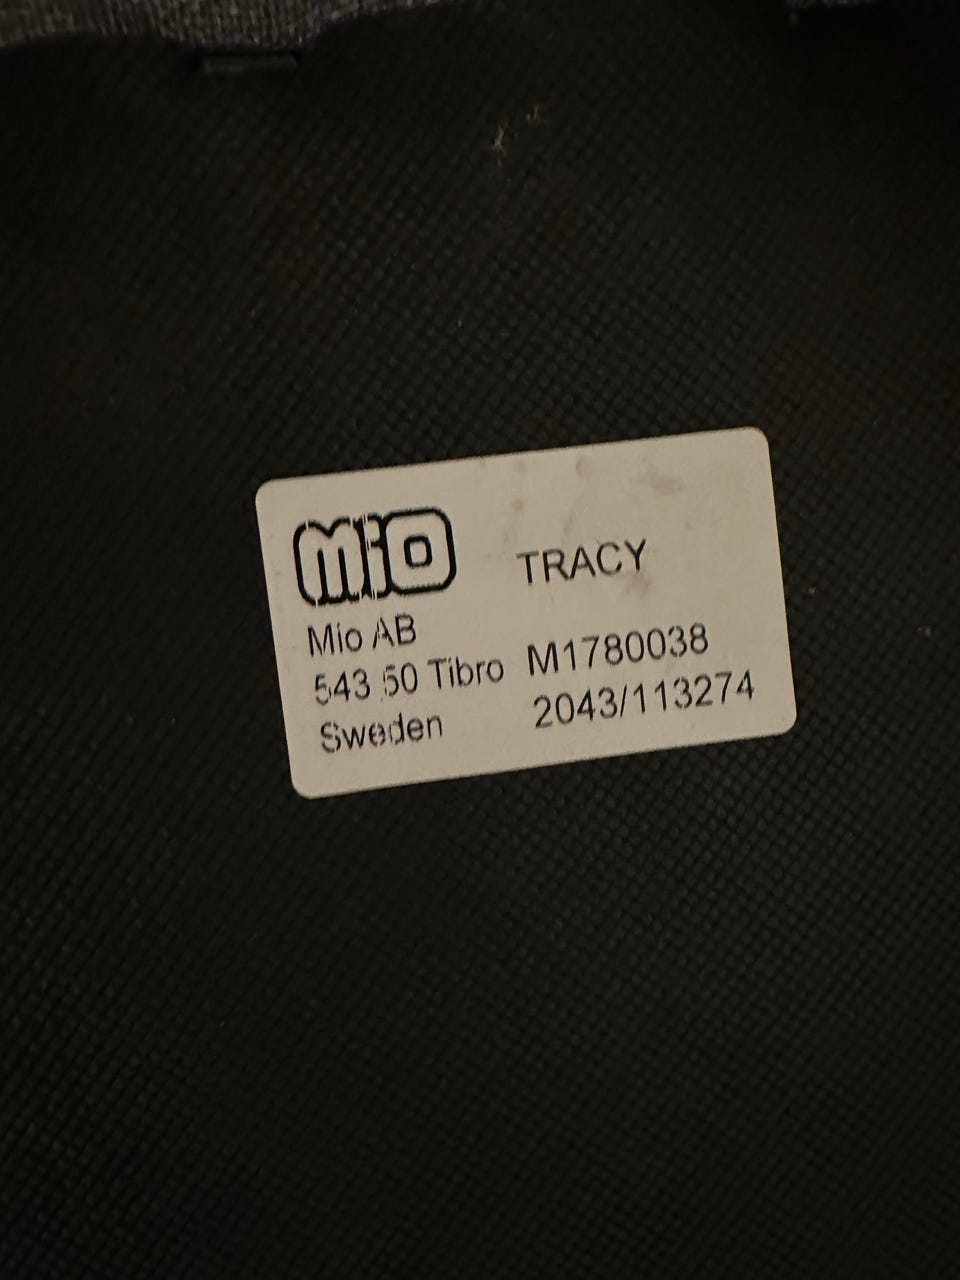 mio
TRACY
Mio AB
543 50 Tibro
Sweden
M1780038
2043/113274